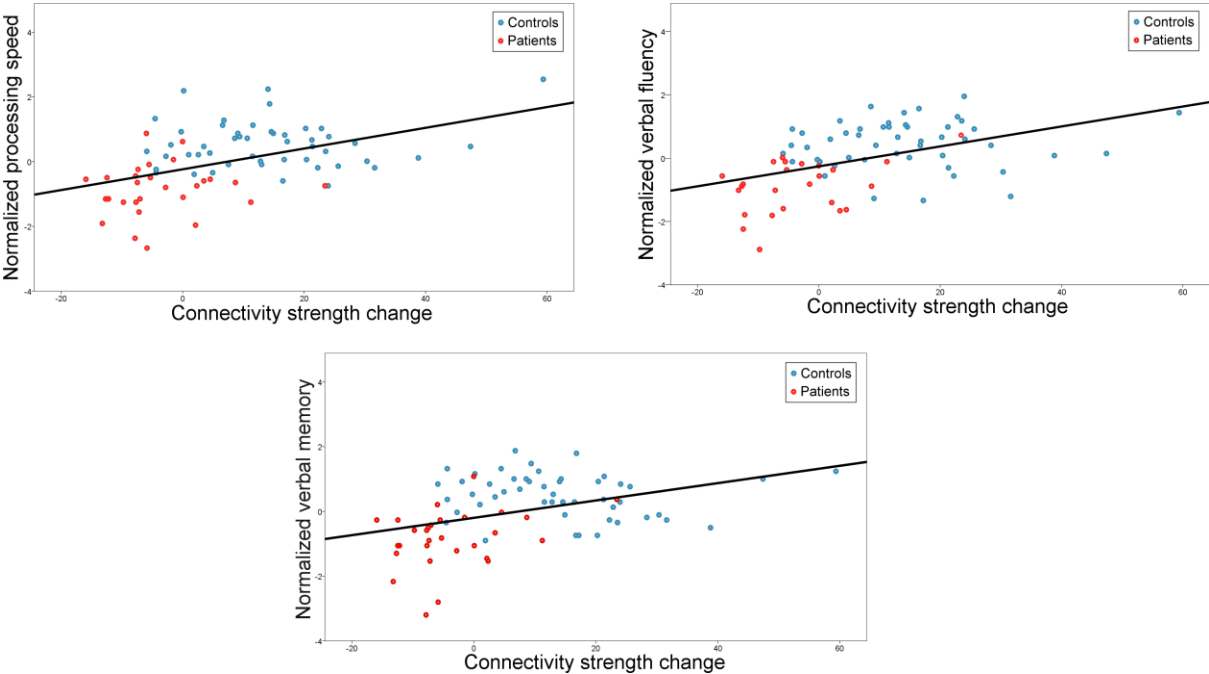 Normalized processing speed
4
2
0
-2
-4
Controls
Patients
-20
0
20
40
60
Connectivity strength change
Normalized verbal fluency
4
2
0
-2
-4
Controls
Patients
-20
0
20
40
60
Connectivity strength change
Normalized verbal memory
4
2
0
-2
-4
Controls
Patients
-20
0
20
40
60
Connectivity strength change